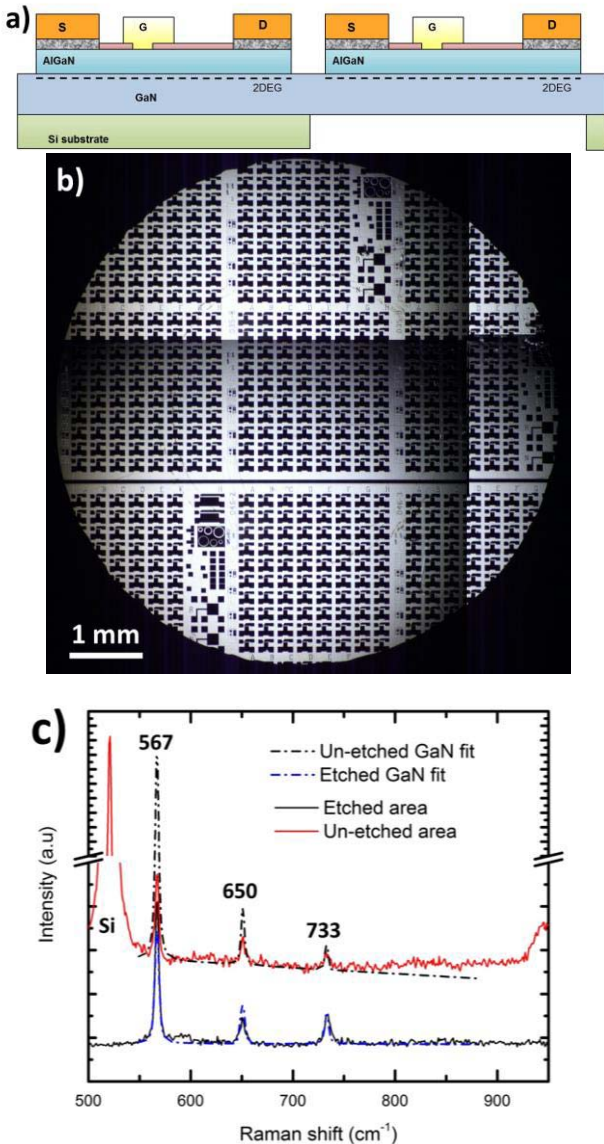 a)
S G D S G D
AlGaN 2DEG AlGaN 2DEG
GaN
Si substrate
b)
1 mm
c)
567
Un-etched GaN fit
Etched GaN fit
Etched area
Un-etched area
650
733
Si
Intensity (a.u)
500 600 700 800 900
Raman shift (cm⁻¹)